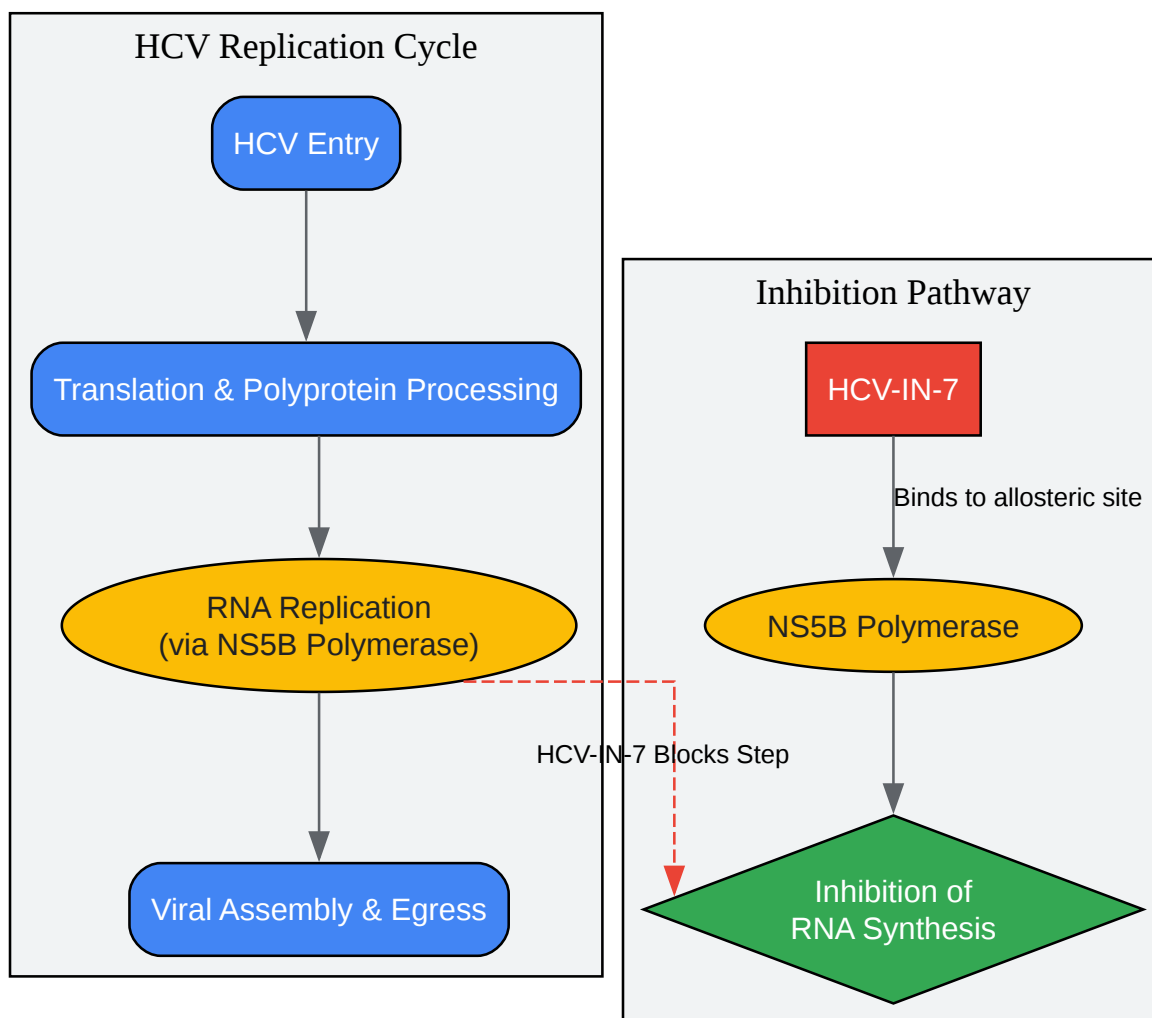 HCV Replication Cycle
HCV Entry
Translation & Polyprotein Processing
RNA Replication
(via NS5B Polymerase)
Viral Assembly & Egress
HCV-IN-7 Blocks Step
Inhibition Pathway
HCV-IN-7
Binds to allosteric site
NS5B Polymerase
Inhibition of
RNA Synthesis